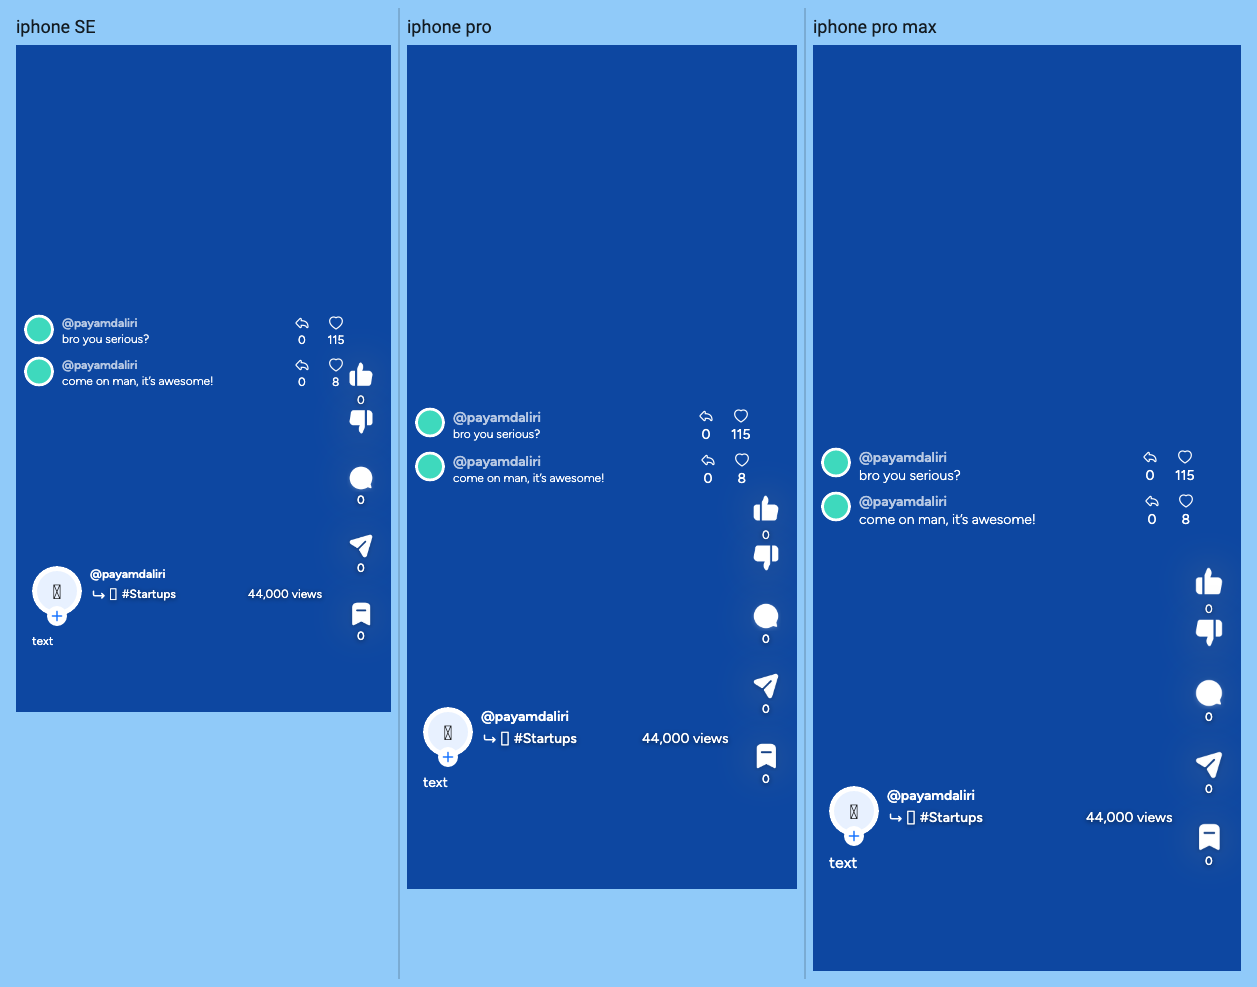 iphone SE
@payamdaliri
bro you serious?
0
115
@payamdaliri
come on man, it's awesome!
0
8
0
0
0
@payamdaliri
#Startups
44,000 views
text
0
iphone pro
@payamdaliri
bro you serious?
0
115
@payamdaliri
come on man, it's awesome!
0
8
0
0
0
@payamdaliri
#Startups
44,000 views
text
0
iphone pro max
@payamdaliri
bro you serious?
0
115
@payamdaliri
come on man, it's awesome!
0
8
0
0
0
@payamdaliri
#Startups
44,000 views
text
0